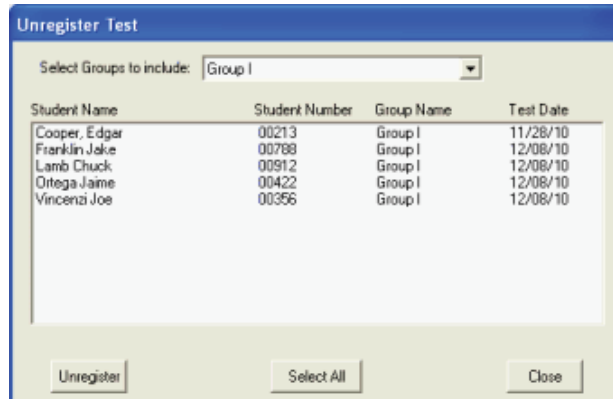 Unregister Test
Select Groups to include: Group I
Student Name Student Number Group Name Test Date
Cooper, Edgar 00213 Group I 11/28/10
Franklin Jake 00788 Group I 12/08/10
Lamb Chuck 00912 Group I 12/08/10
Ortega Jaime 00422 Group I 12/08/10
Vincenzi Joe 00356 Group I 12/08/10
Unregister Select All Close